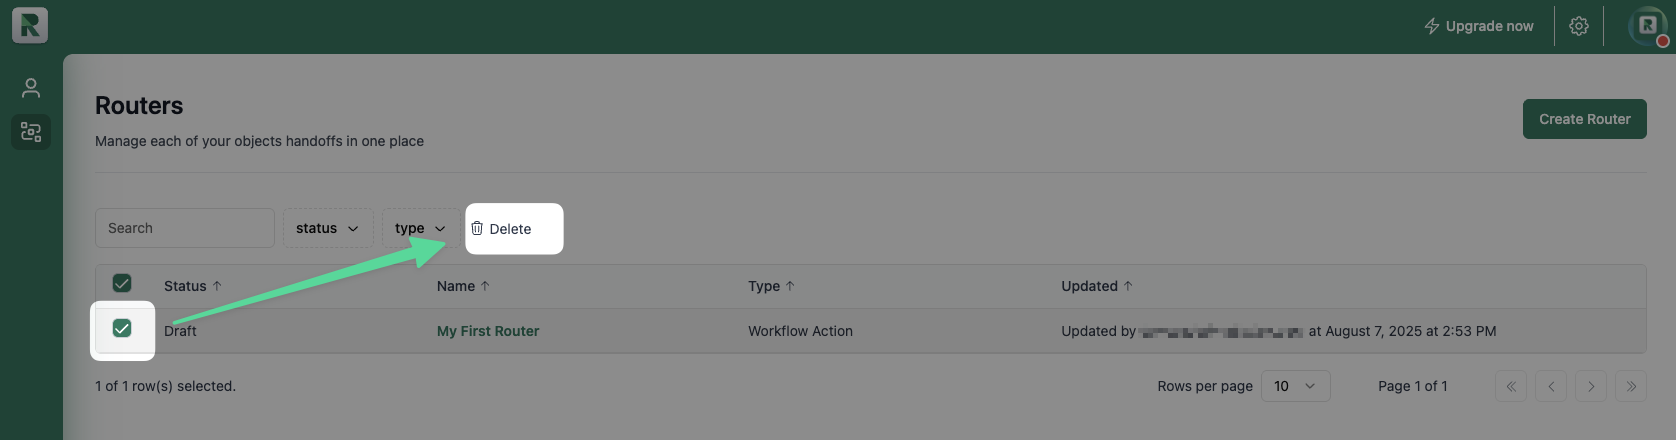 Upgrade now
Routers
Manage each of your objects handoffs in one place
Create Router
Search
status
type
Delete
Status ↑
Name ↑
Type ↑
Updated ↑
Draft
My First Router
Workflow Action
Updated by at August 7, 2025 at 2:53 PM
1 of 1 row(s) selected.
Rows per page
10
Page 1 of 1